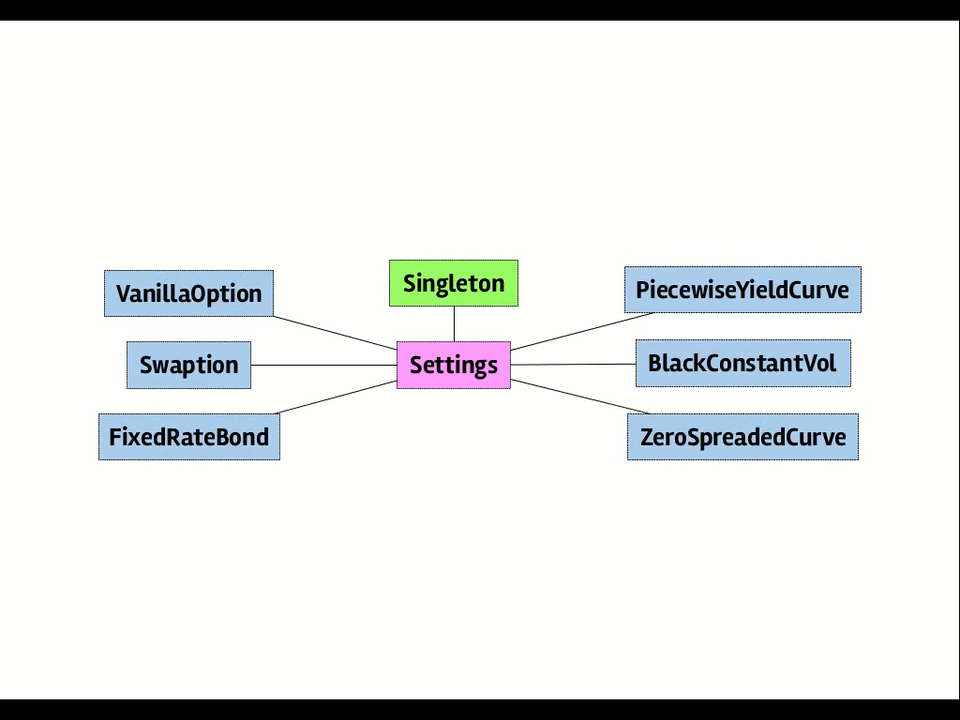 Singleton
VanillaOption
PiecewiseYieldCurve
Swaption
Settings
BlackConstantVol
FixedRateBond
ZeroSpreadedCurve